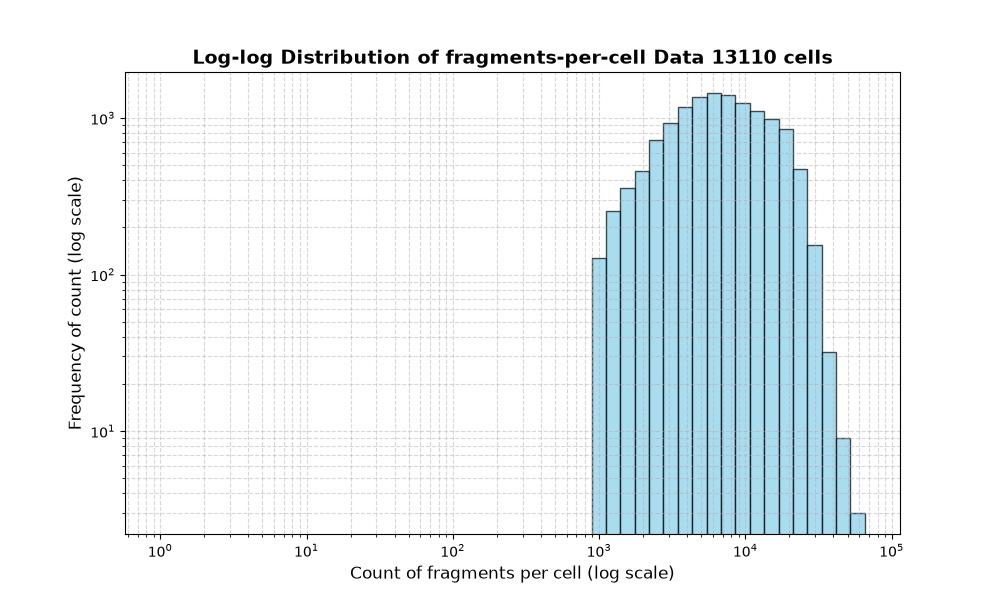 Log-log Distribution of fragments-per-cell Data 13110 cells
Frequency of count (log scale)
10³
10²
10¹
10⁰ 10¹ 10² 10³ 10⁴ 10⁵
Count of fragments per cell (log scale)